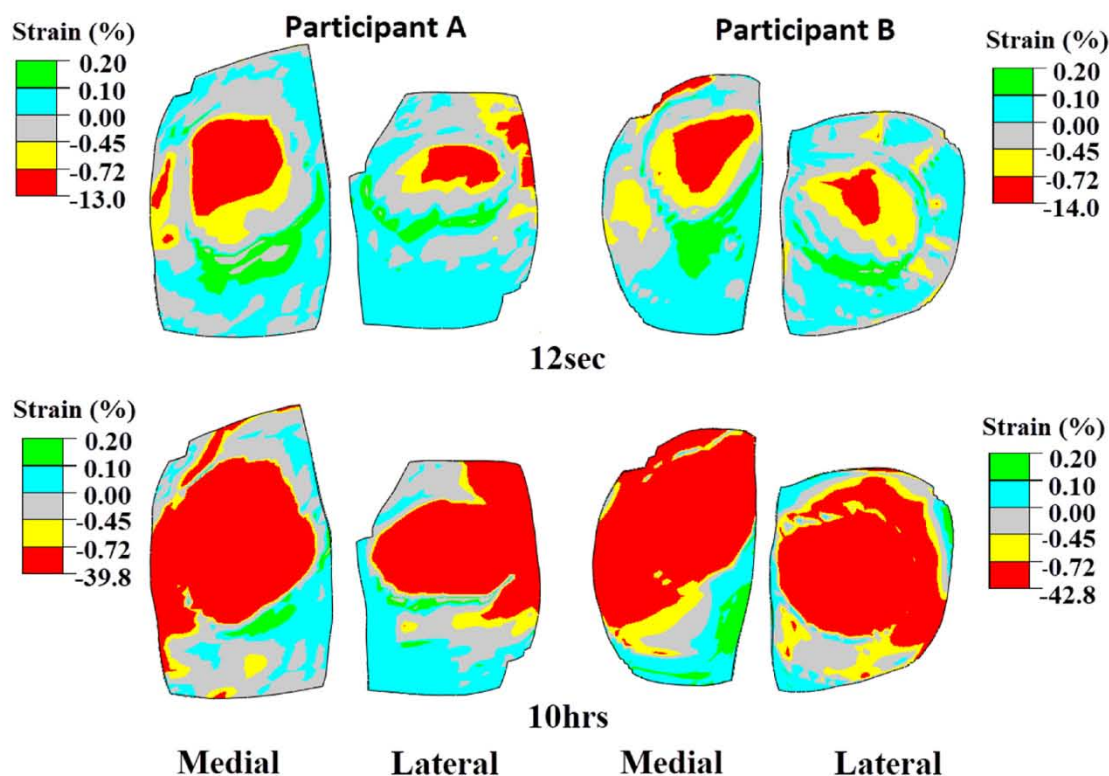 Participant A
Participant B
Strain (%)
0.20
0.10
0.00
-0.45
-0.72
-13.0
Strain (%)
0.20
0.10
0.00
-0.45
-0.72
-14.0
12sec
Strain (%)
0.20
0.10
0.00
-0.45
-0.72
-39.8
Strain (%)
0.20
0.10
0.00
-0.45
-0.72
-42.8
10hrs
Medial
Lateral
Medial
Lateral